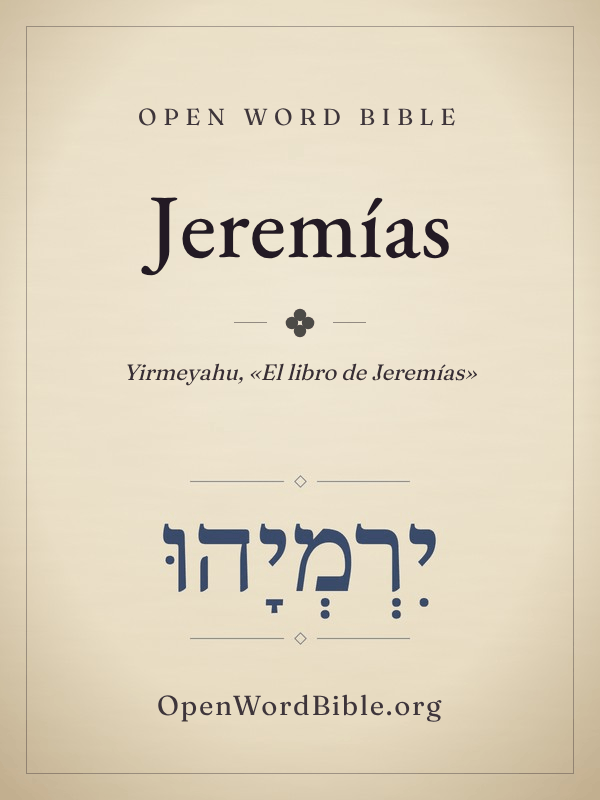 OPEN WORD BIBLE
Jeremías
Yirmeyahu, «El libro de Jeremías»
יִרְמְיָהוּ
OpenWordBible.org